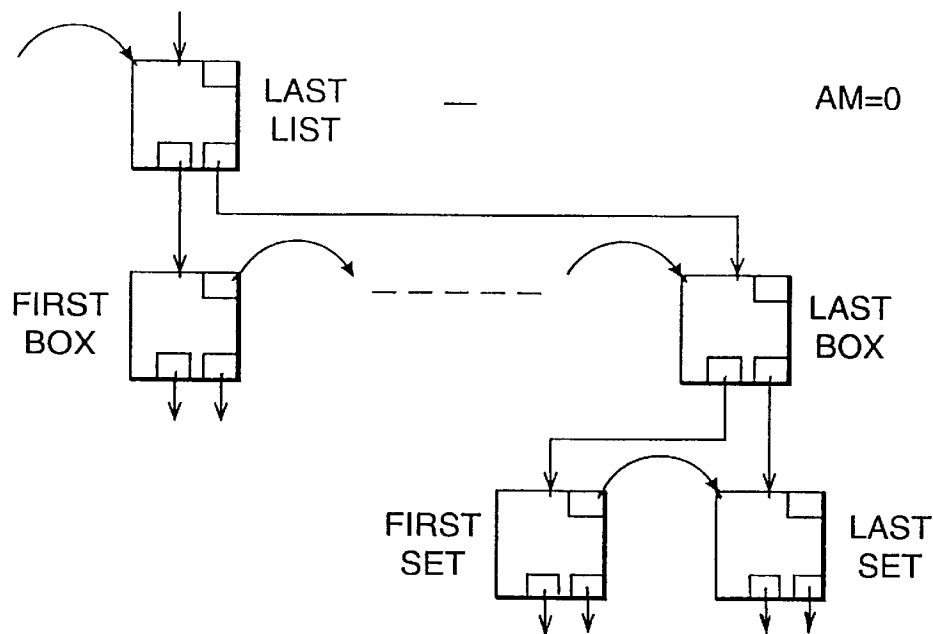 LAST
LIST
AM=0
FIRST
BOX
LAST
BOX
FIRST
SET
LAST
SET